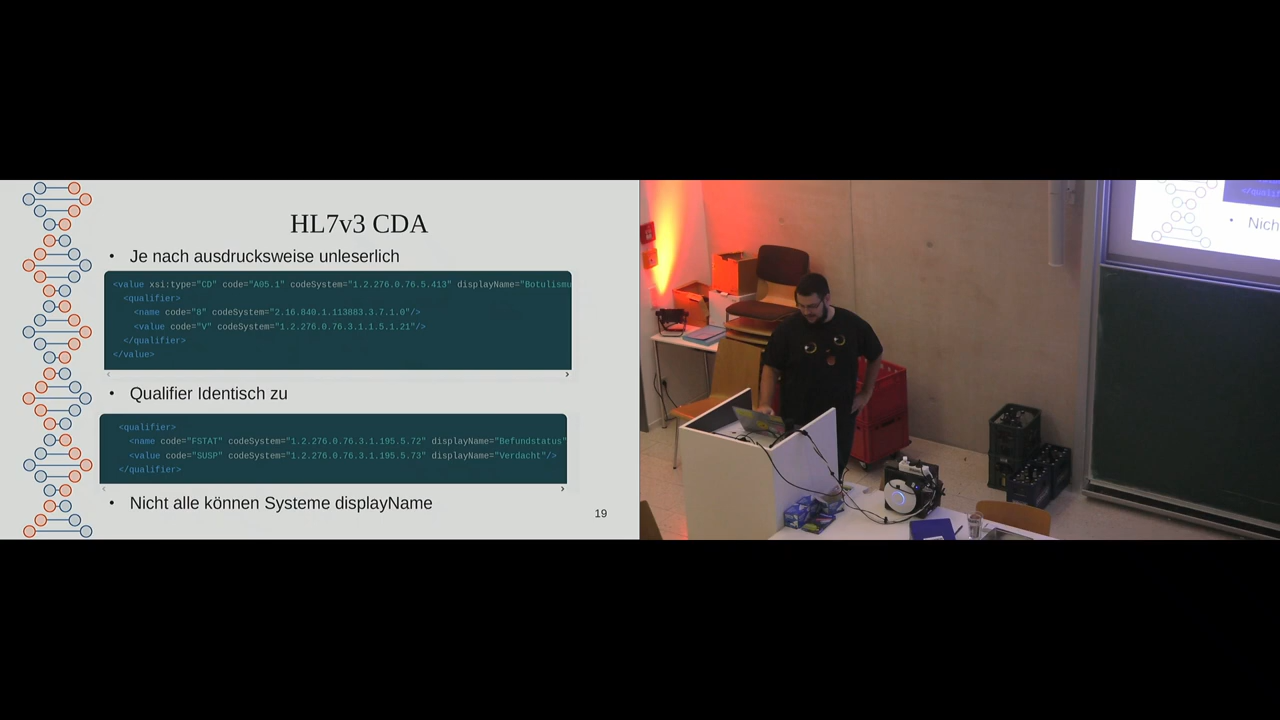 HL7v3 CDA
• Je nach ausdrucksweise unleserlich
<value xsi:type="CD" code="A05.1" codeSystem="1.2.276.0.76.5.413" displayName="Botulismu
<qualifier>
<name code="8" codeSystem="2.16.840.1.113883.3.7.1.0"/>
<value code="V" codeSystem="1.2.276.0.76.3.1.1.5.1.21"/>
</qualifier>
</value>
• Qualifier Identisch zu
<qualifier>
<name code="FSTAT" codeSystem="1.2.276.0.76.3.1.195.5.72" displayName="Befundstatus"
<value code="SUSP" codeSystem="1.2.276.0.76.3.1.195.5.73" displayName="Verdacht"/>
</qualifier>
• Nicht alle können Systeme displayName
19
</qualif
• Nich